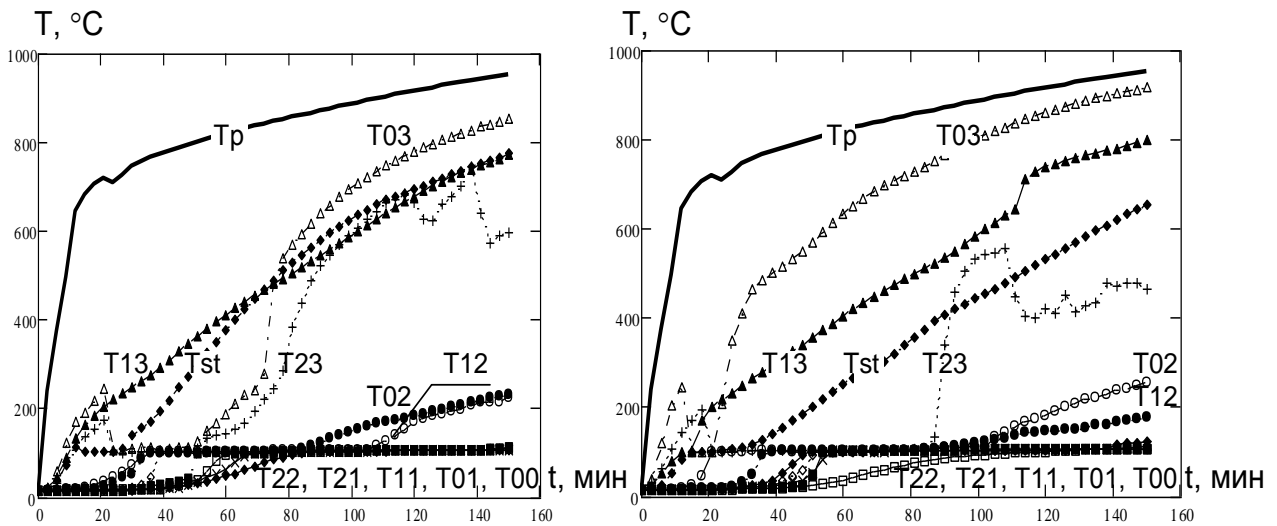 T, °C
1000
800
600
400
200
0
Tp
T03
T13
Tst
T23
T12
T02
T22, T21, T11, T01, T00
t, мин
0 20 40 60 80 100 120 140 160
T, °C
1000
800
600
400
200
0
Tp
T03
T13
Tst
T23
T02
T12
T22, T21, T11, T01, T00
t, мин
0 20 40 60 80 100 120 140 160